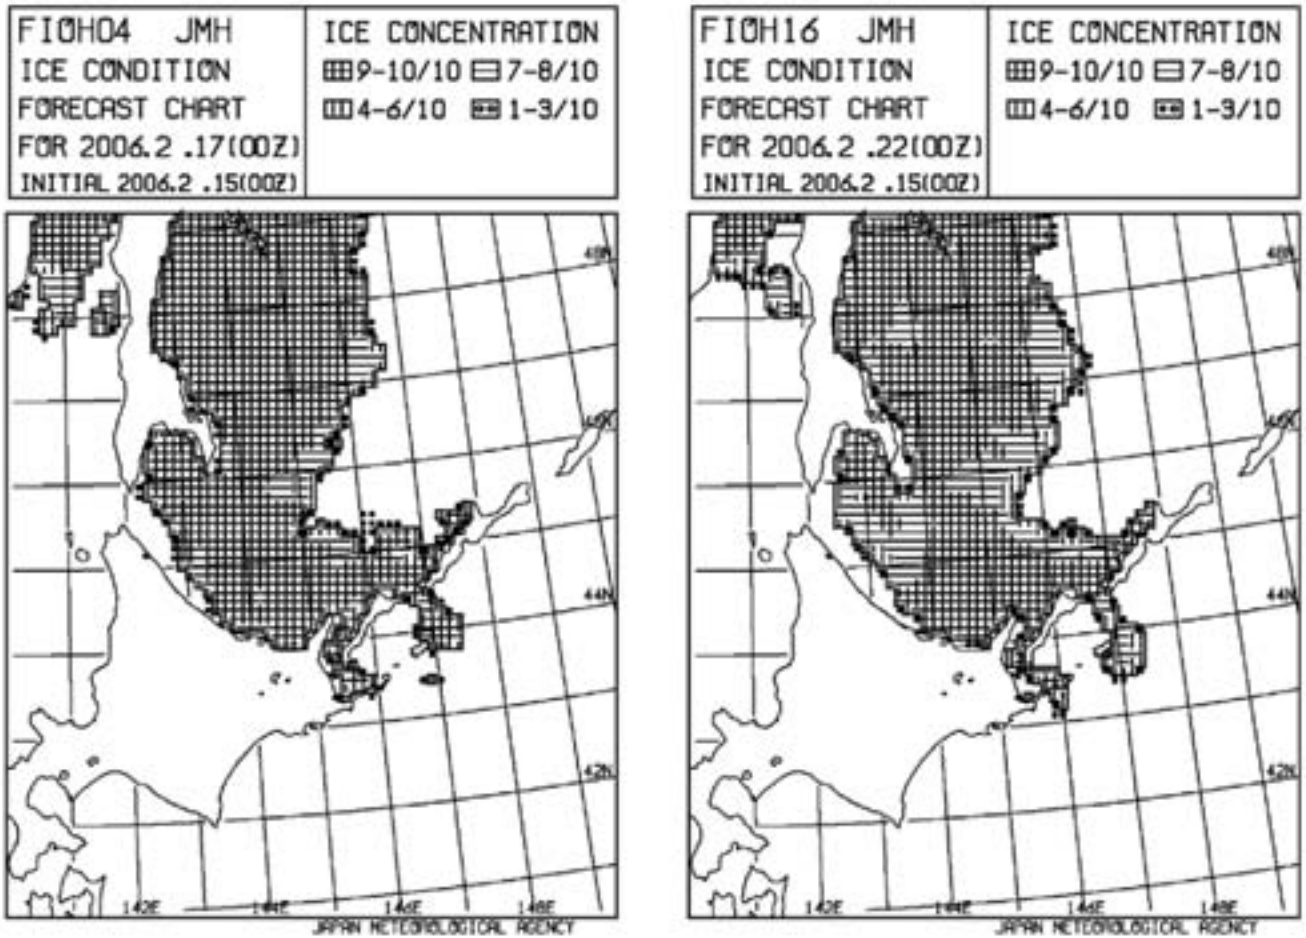 FIOH04 JMH
ICE CONDITION
FORECAST CHART
FOR 2006.2 .17(00Z)
INITIAL 2006.2 .15(00Z)
ICE CONCENTRATION
9-10/10 7-8/10
4-6/10 1-3/10
48N
46N
44N
42N
142E 144E 146E 148E
JAPAN METEOROLOGICAL AGENCY
FIOH16 JMH
ICE CONDITION
FORECAST CHART
FOR 2006.2 .22(00Z)
INITIAL 2006.2 .15(00Z)
ICE CONCENTRATION
9-10/10 7-8/10
4-6/10 1-3/10
48N
46N
44N
42N
142E 144E 146E 148E
JAPAN METEOROLOGICAL AGENCY